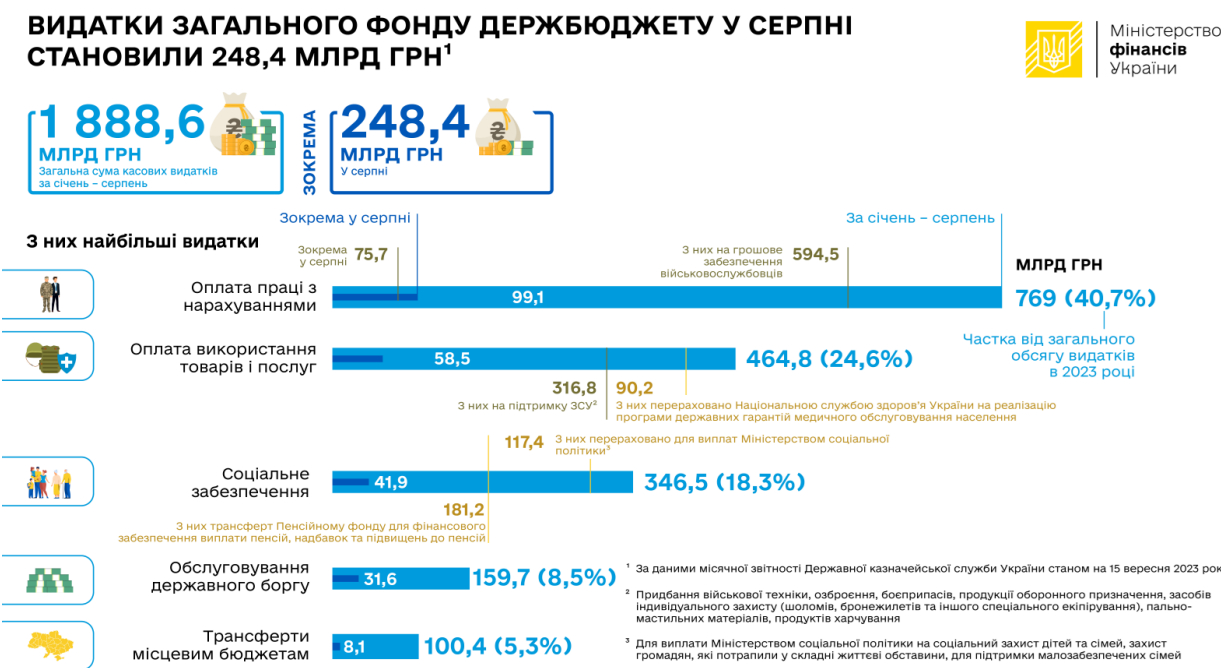 ВИДАТКИ ЗАГАЛЬНОГО ФОНДУ ДЕРЖБЮДЖЕТУ У СЕРПНІ
СТАНОВИЛИ 248,4 МЛРД ГРН¹
Міністерство
фінансів
України
1 888,6
МЛРД ГРН
Загальна сума касових видатків
за січень – серпень
ЗОКРЕМА
248,4
МЛРД ГРН
У серпні
З них найбільші видатки
Зокрема у серпні
За січень – серпень
Зокрема
у серпні
75,7
З них на грошове
забезпечення
військовослужбовців
594,5
МЛРД ГРН
Оплата праці з
нарахуваннями
99,1
769 (40,7%)
Частка від загального
обсягу видатків
в 2023 році
Оплата використання
товарів і послуг
58,5
464,8 (24,6%)
316,8
З них на підтримку ЗСУ²
90,2
З них перераховано Національною службою здоров’я України на реалізацію
програми державних гарантій медичного обслуговування населення
117,4
З них перераховано для виплат Міністерством соціальної
політики³
Соціальне
забезпечення
41,9
346,5 (18,3%)
181,2
З них трансферт Пенсійному фонду для фінансового
забезпечення виплати пенсій, надбавок та підвищень до пенсій
Обслуговування
державного боргу
31,6
159,7 (8,5%)
Трансферти
місцевим бюджетам
8,1
100,4 (5,3%)
¹ За даними місячної звітності Державної казначейської служби України станом на 15 вересня 2023 рок
² Придбання військової техніки, озброєння, боєприпасів, продукції оборонного призначення, засобів
індивідуального захисту (шоломів, бронежилетів та іншого спеціального екіпірування), пально-
мастильних матеріалів, продуктів харчування
³ Для виплати Міністерством соціальної політики на соціальний захист дітей та сімей, захист
громадян, які потрапили у складні життєві обставини, для підтримки малозабезпечених сімей